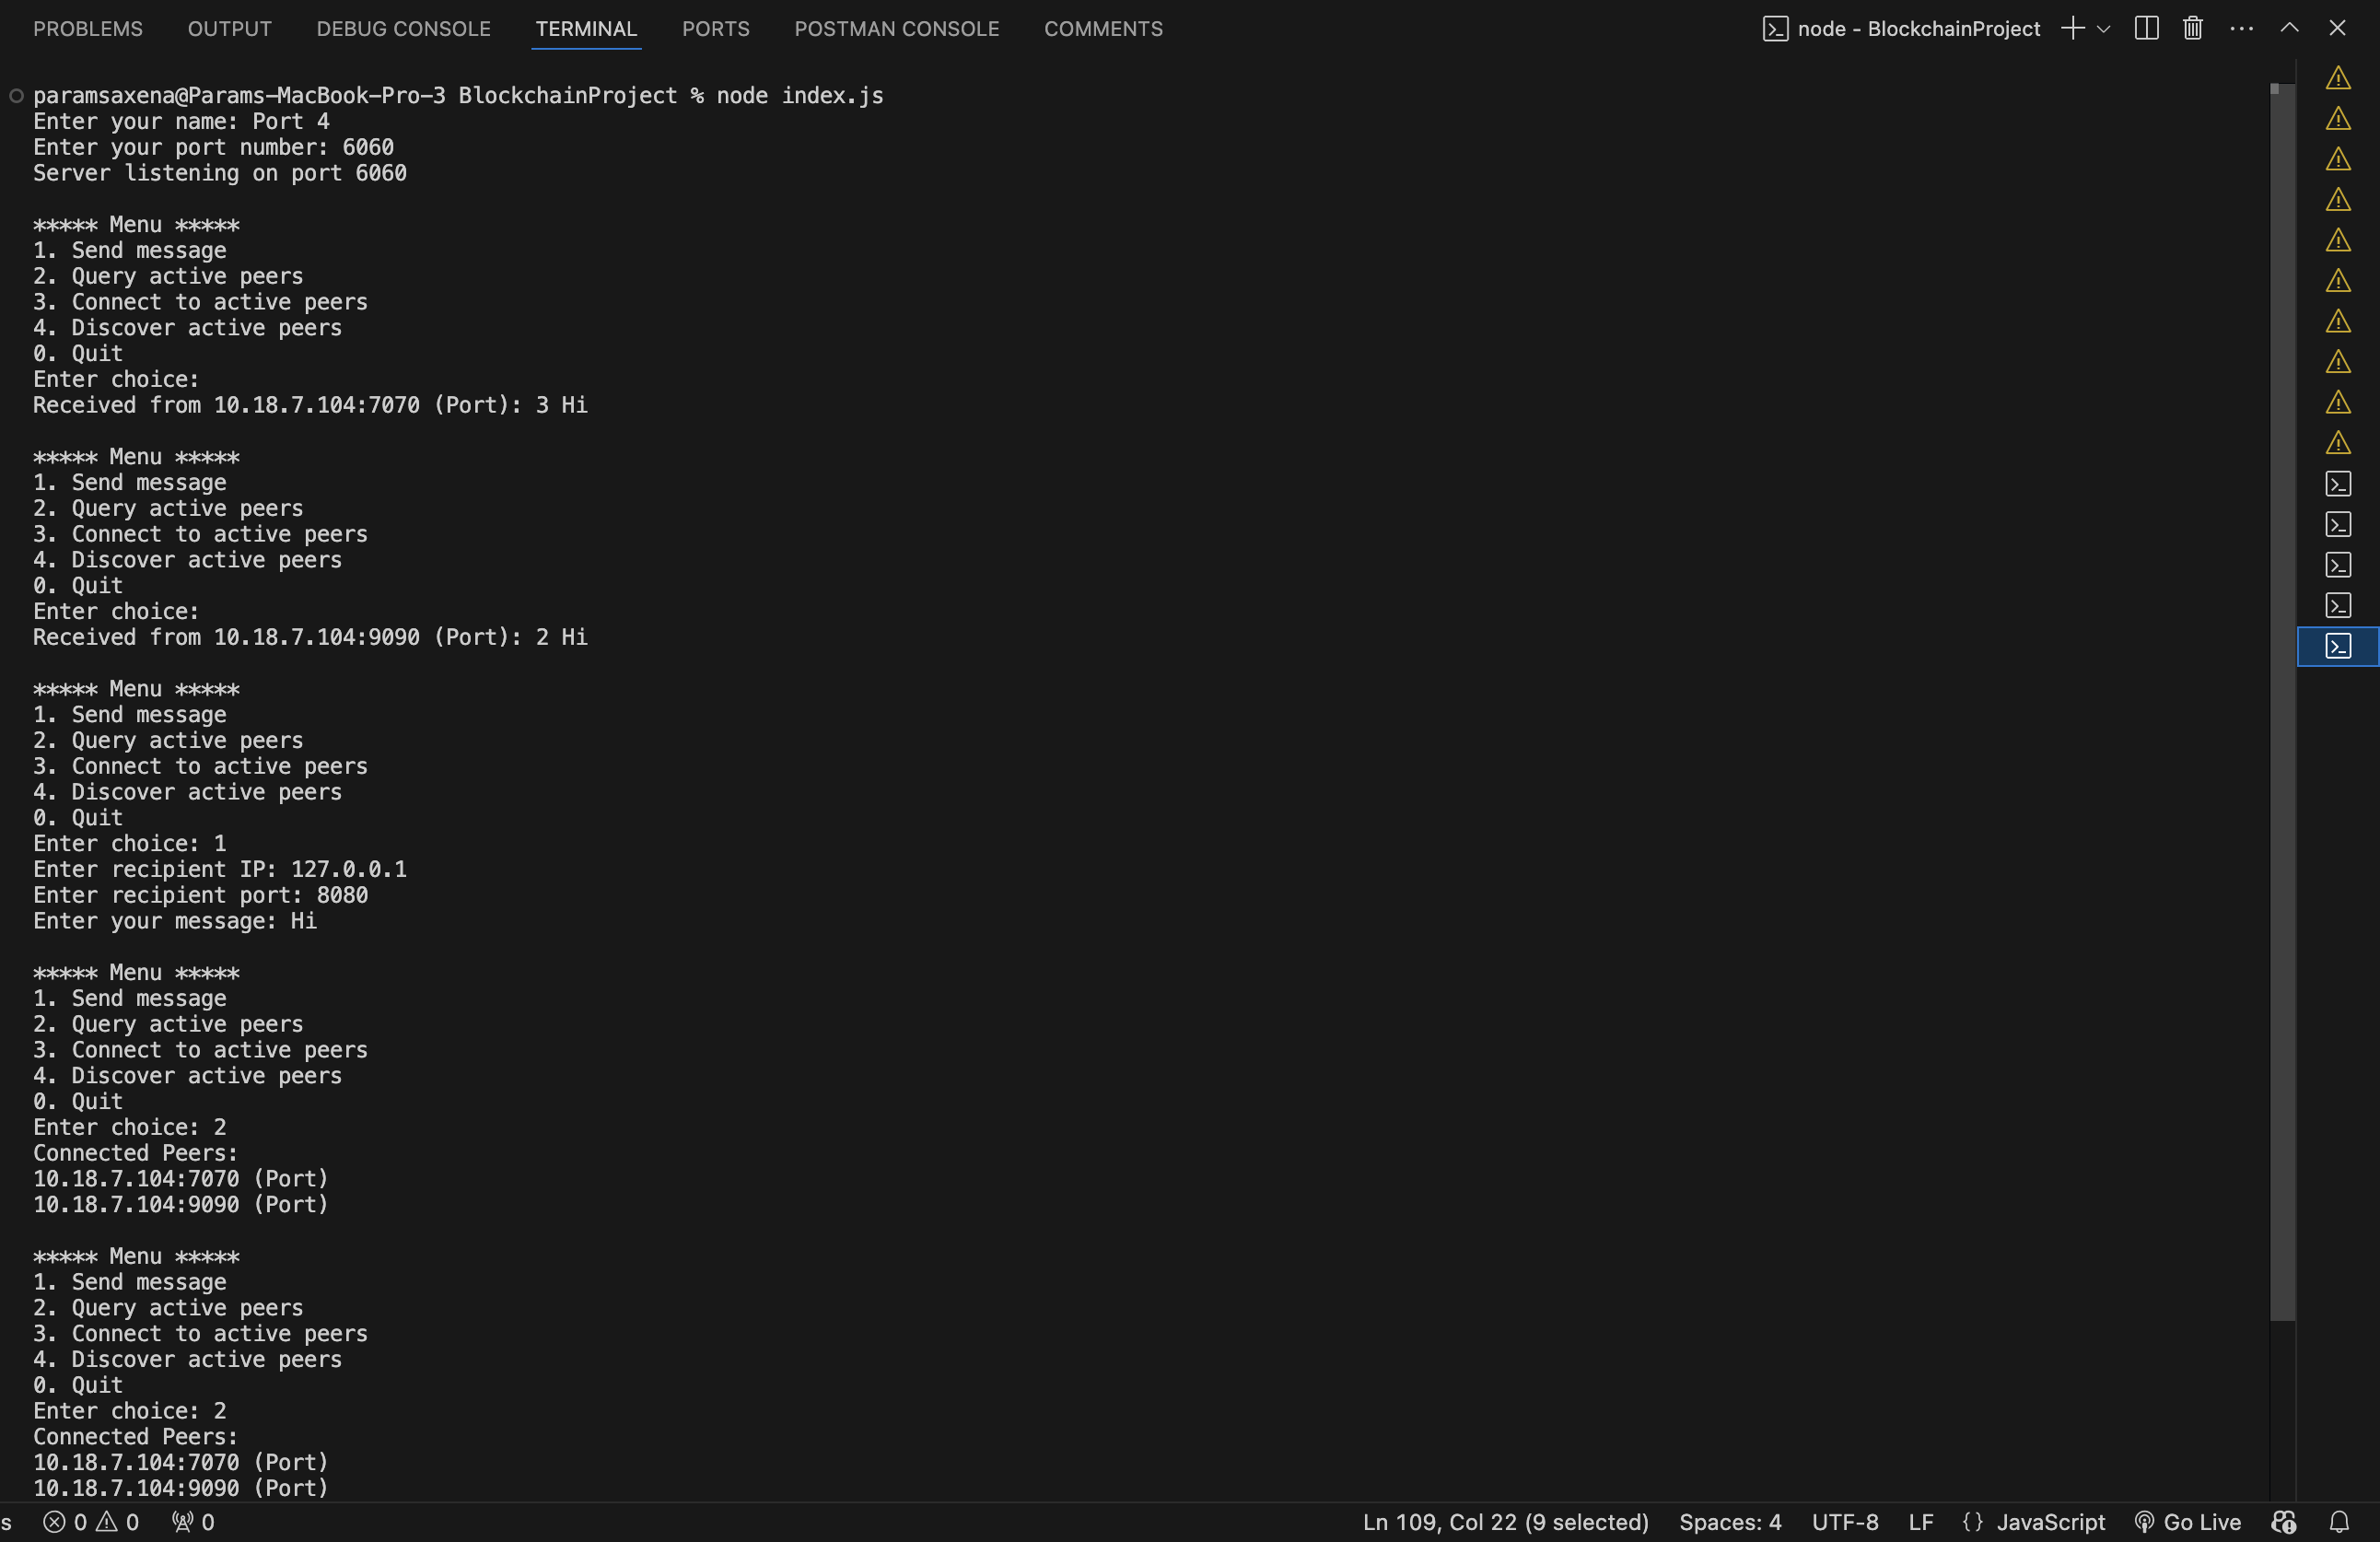 PROBLEMS OUTPUT DEBUG CONSOLE TERMINAL PORTS POSTMAN CONSOLE COMMENTS node - BlockchainProject
paramsaxena@Params-MacBook-Pro-3 BlockchainProject % node index.js
Enter your name: Port 4
Enter your port number: 6060
Server listening on port 6060
***** Menu *****
1. Send message
2. Query active peers
3. Connect to active peers
4. Discover active peers
0. Quit
Enter choice:
Received from 10.18.7.104:7070 (Port): 3 Hi
***** Menu *****
1. Send message
2. Query active peers
3. Connect to active peers
4. Discover active peers
0. Quit
Enter choice:
Received from 10.18.7.104:9090 (Port): 2 Hi
***** Menu *****
1. Send message
2. Query active peers
3. Connect to active peers
4. Discover active peers
0. Quit
Enter choice: 1
Enter recipient IP: 127.0.0.1
Enter recipient port: 8080
Enter your message: Hi
***** Menu *****
1. Send message
2. Query active peers
3. Connect to active peers
4. Discover active peers
0. Quit
Enter choice: 2
Connected Peers:
10.18.7.104:7070 (Port)
10.18.7.104:9090 (Port)
***** Menu *****
1. Send message
2. Query active peers
3. Connect to active peers
4. Discover active peers
0. Quit
Enter choice: 2
Connected Peers:
10.18.7.104:7070 (Port)
10.18.7.104:9090 (Port)
s 0 0 0 Ln 109, Col 22 (9 selected) Spaces: 4 UTF-8 LF {} JavaScript Go Live